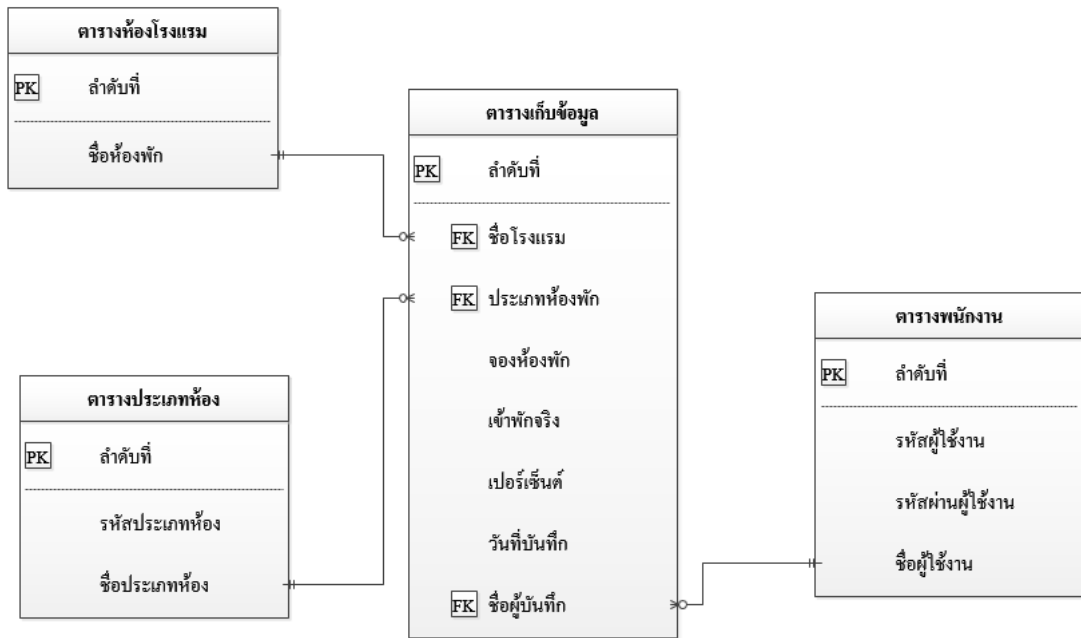 ตารางห้องโรงแรม
PK ลำดับที่
ชื่อห้องพัก
ตารางประเภทห้อง
PK ลำดับที่
รหัสประเภทห้อง
ชื่อประเภทห้อง
ตารางเก็บข้อมูล
PK ลำดับที่
FK ชื่อโรงแรม
FK ประเภทห้องพัก
จองห้องพัก
เข้าพักจริง
เปอร์เซ็นต์
วันที่บันทึก
FK ชื่อผู้บันทึก
ตารางพนักงาน
PK ลำดับที่
รหัสผู้ใช้งาน
รหัสผ่านผู้ใช้งาน
ชื่อผู้ใช้งาน